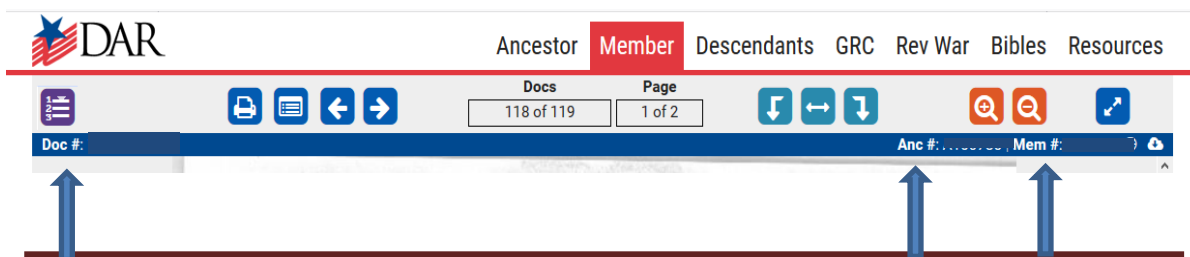 DAR
Ancestor Member Descendants GRC Rev War Bibles Resources
Docs Page
118 of 119 1 of 2
Doc #: Anc #: Mem #: